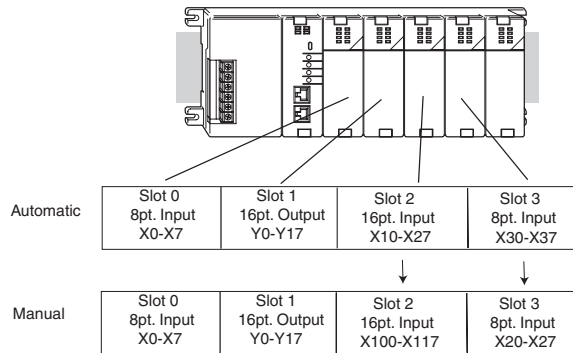 Automatic
Slot 0
8pt. Input
X0-X7
Slot 1
16pt. Output
Y0-Y17
Slot 2
16pt. Input
X10-X27
Slot 3
8pt. Input
X30-X37
Manual
Slot 0
8pt. Input
X0-X7
Slot 1
16pt. Output
Y0-Y17
Slot 2
16pt. Input
X100-X117
Slot 3
8pt. Input
X20-X27